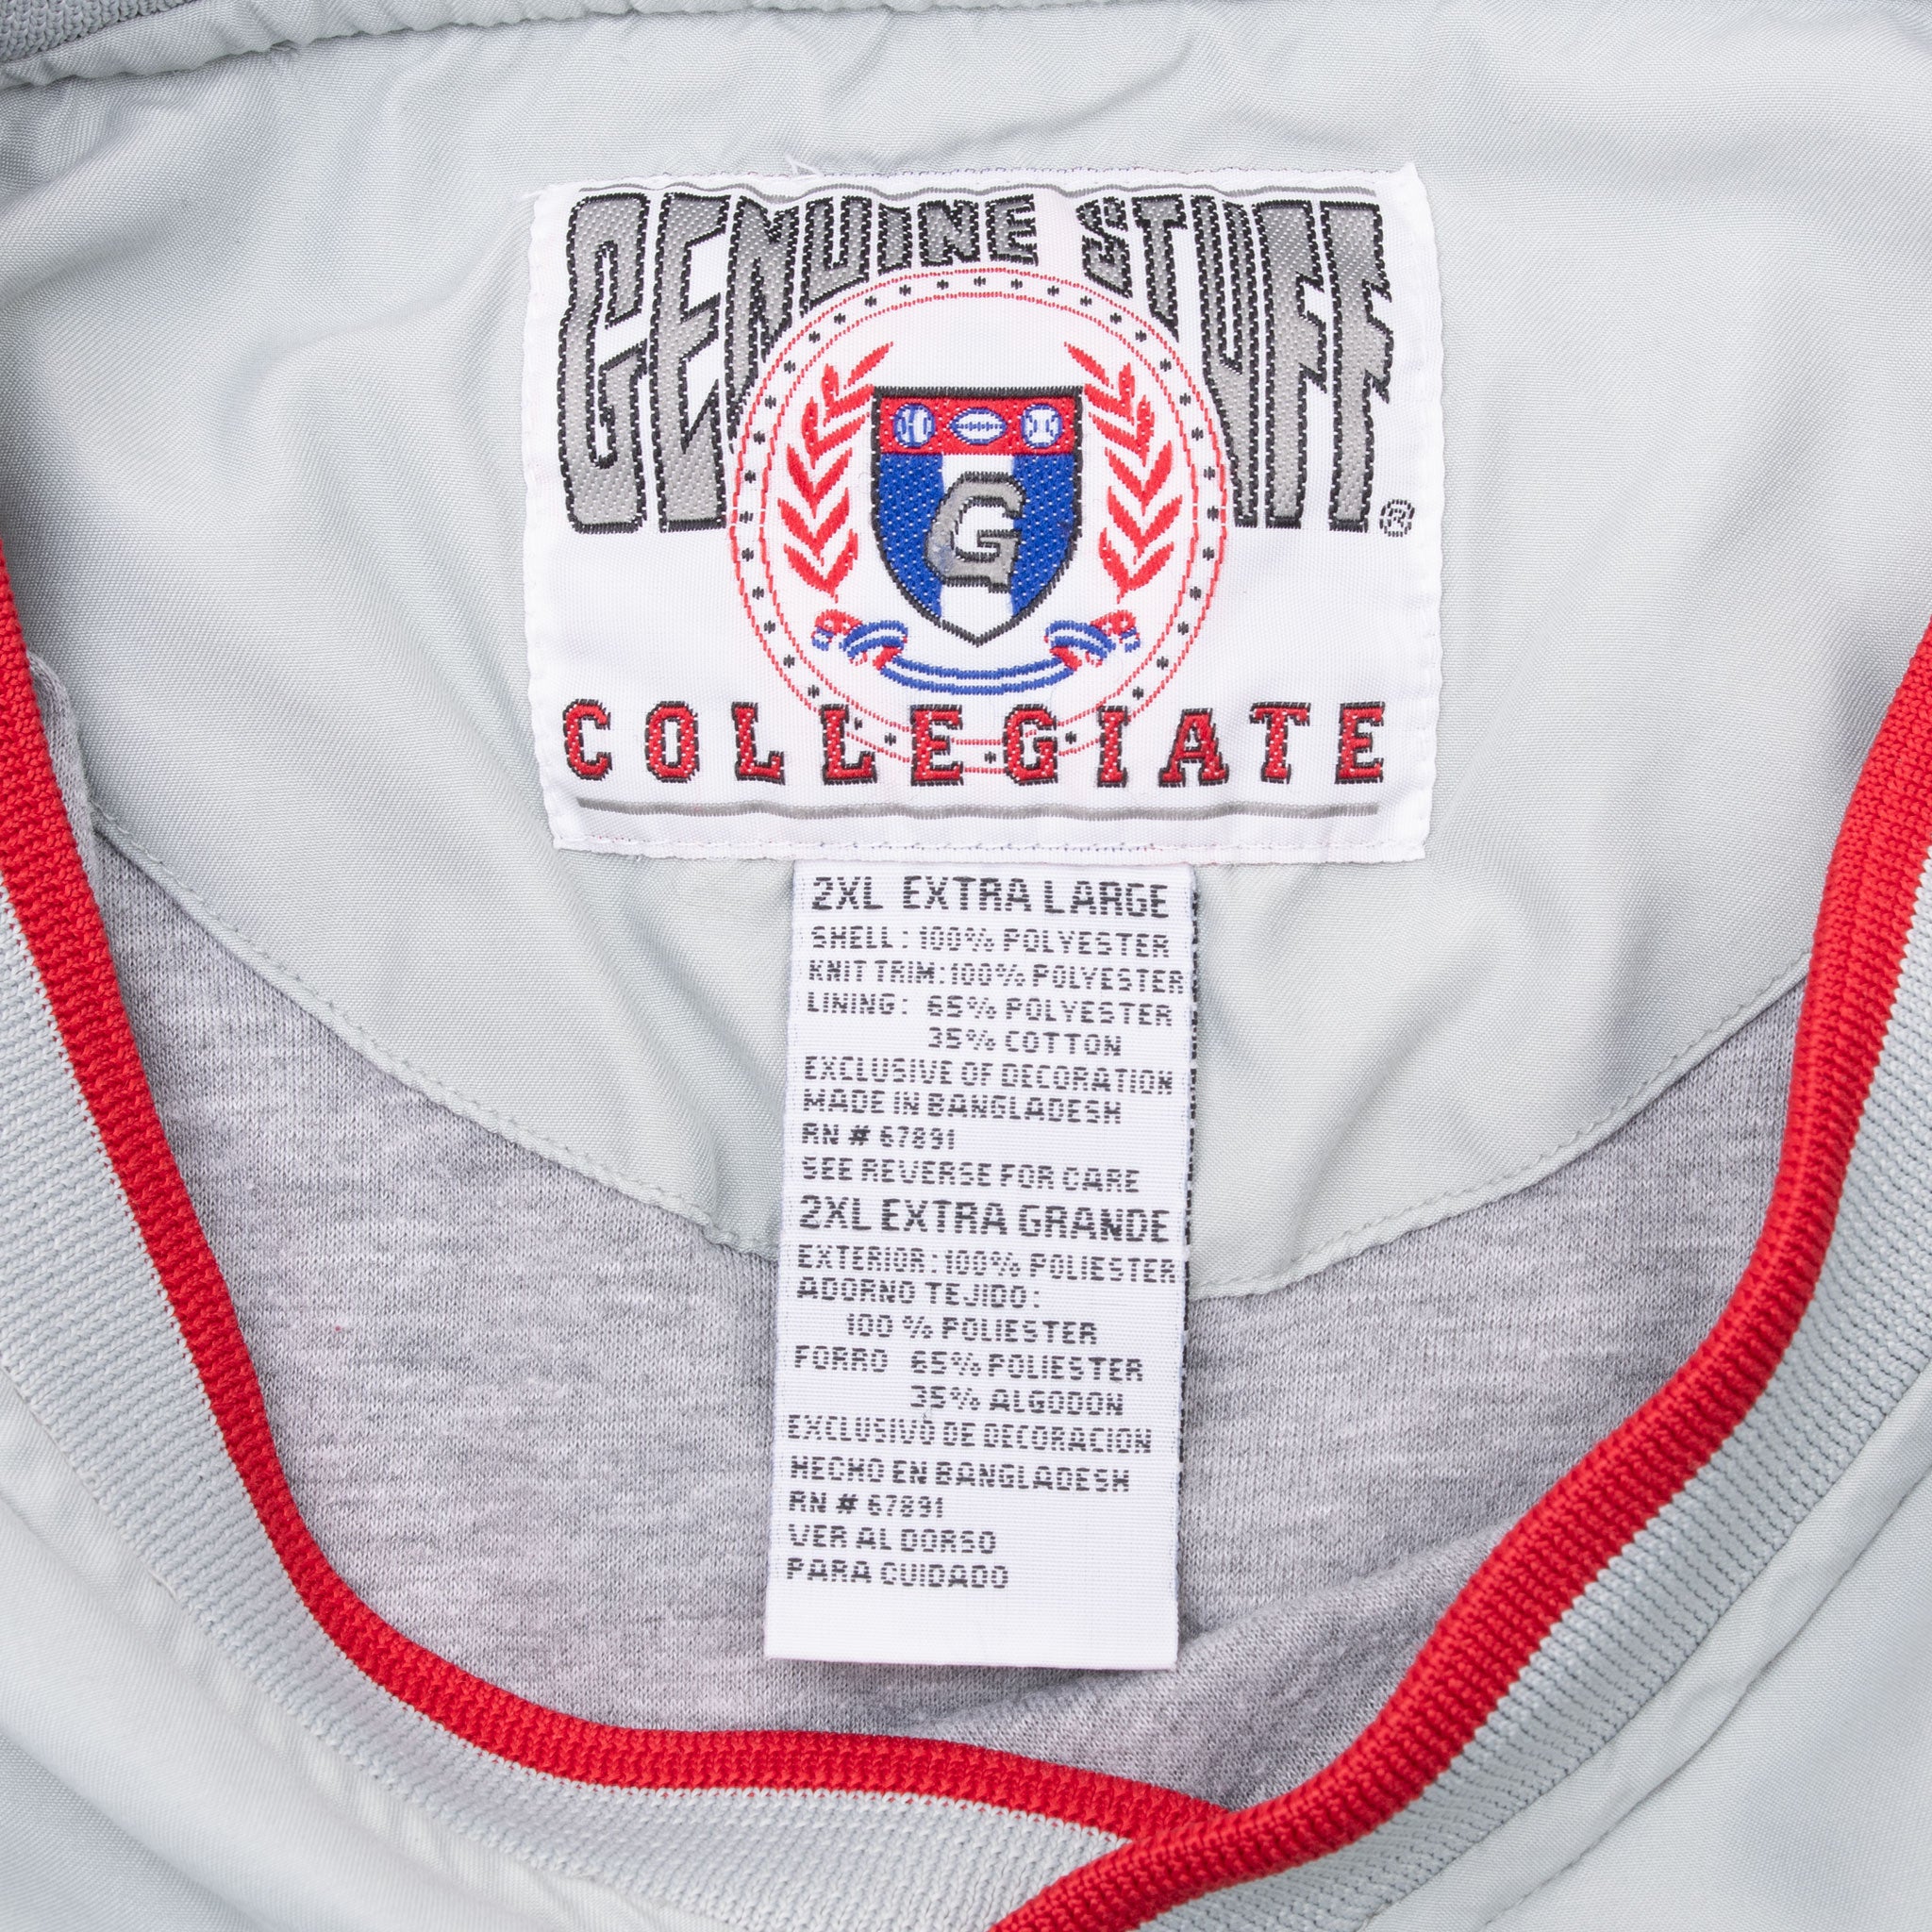 GENUINE STUFF®
G
COLLEGIATE
2XL EXTRA LARGE
SHELL: 100% POLYESTER
KNIT TRIM: 100% POLYESTER
LINING: 65% POLYESTER
35% COTTON
EXCLUSIVE OF DECORATION
MADE IN BANGLADESH
RN # 67891
SEE REVERSE FOR CARE
2XL EXTRA GRANDE
EXTERIOR: 100% POLIESTER
ADORNO TEJIDO:
100% POLIESTER
FORRO 65% POLIESTER
35% ALGODON
EXCLUSIVO DE DECORACION
HECHO EN BANGLADESH
RN # 67891
VER AL DORSO
PARA CUIDADO